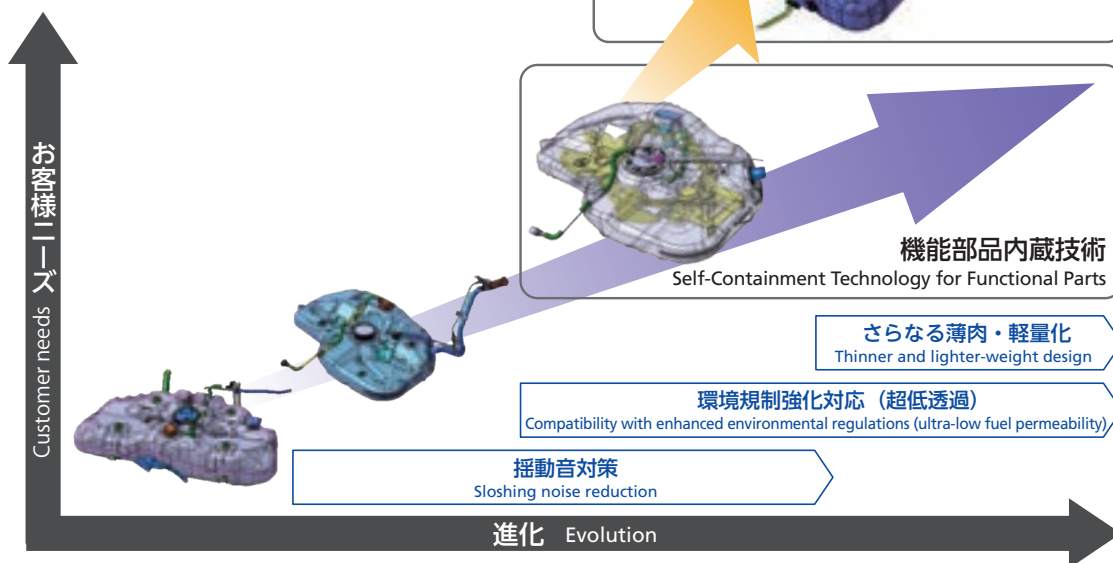 お客様ニーズ
Customer needs
機能部品内蔵技術
Self-Containment Technology for Functional Parts
さらなる薄肉・軽量化
Thinner and lighter-weight design
環境規制強化対応（超低透過）
Compatibility with enhanced environmental regulations (ultra-low fuel permeability)
揺動音対策
Sloshing noise reduction
進化 Evolution